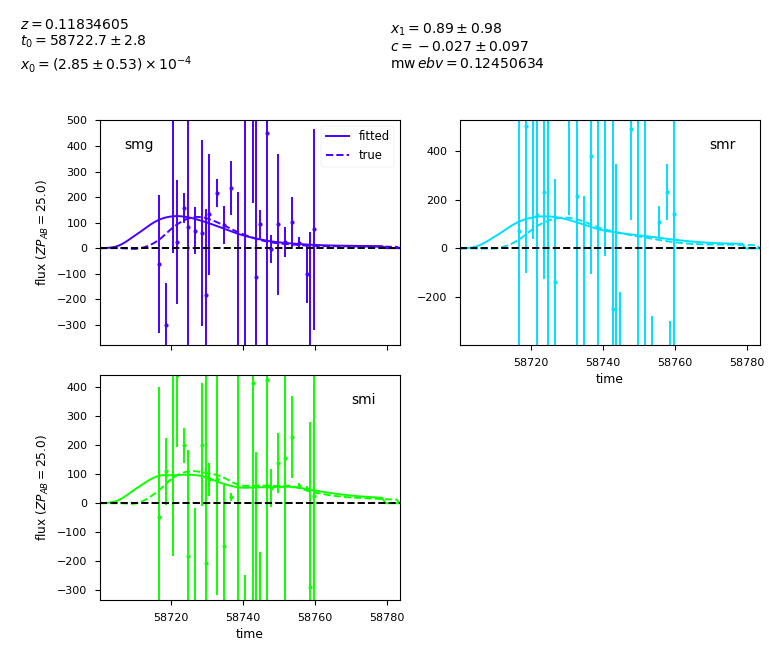 z = 0.11834605
t₀ = 58722.7 ± 2.8
x₀ = (2.85 ± 0.53) × 10⁻⁴
x₁ = 0.89 ± 0.98
c = −0.027 ± 0.097
mw ebv = 0.12450634
smg
fitted
true
flux (ZP_AB = 25.0)
500
400
300
200
100
0
−100
−200
−300
smr
400
200
0
−200
58720 58740 58760 58780
time
smi
flux (ZP_AB = 25.0)
400
300
200
100
0
−100
−200
−300
58720 58740 58760 58780
time